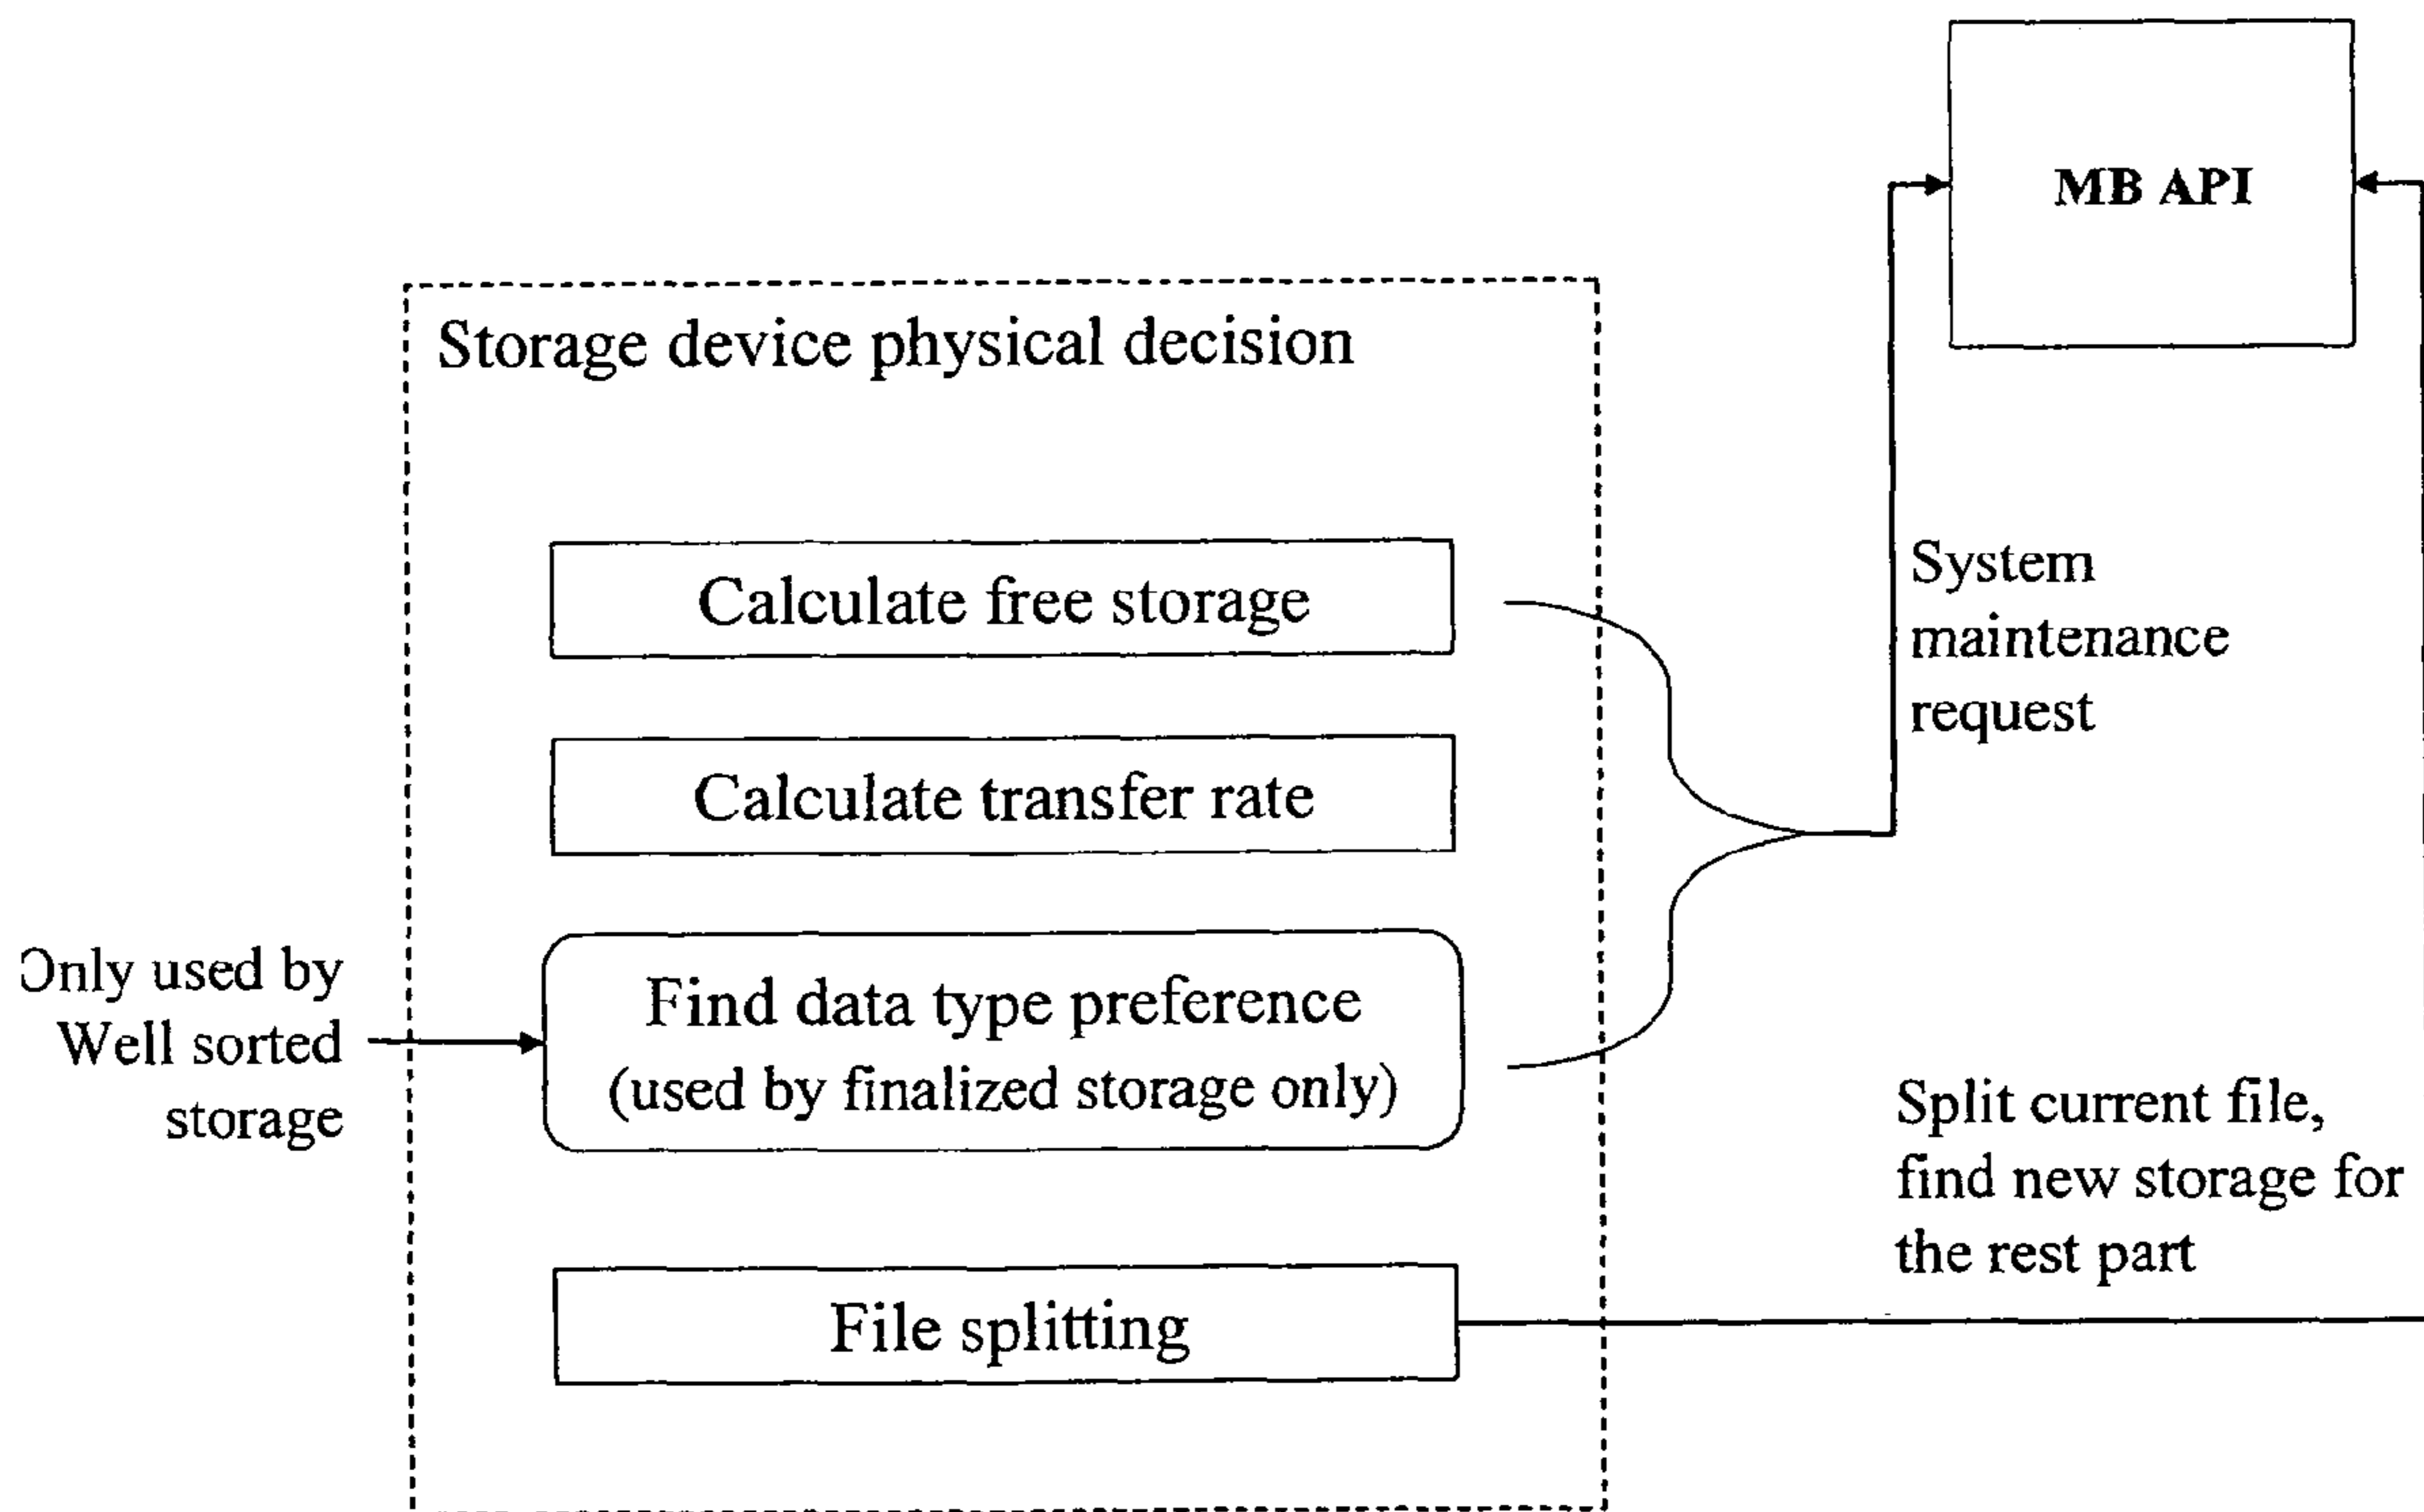 MB API
Storage device physical decision
Calculate free storage
System
maintenance
request
Calculate transfer rate
Only used by
Well sorted
storage
Find data type preference
(used by finalized storage only)
Split current file,
find new storage for
the rest part
File splitting